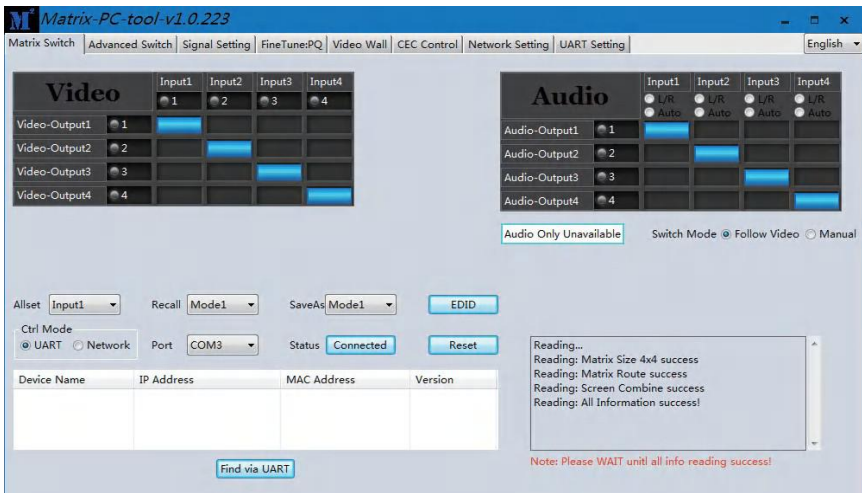 Matrix-PC-tool-v1.0.223
Matrix Switch Advanced Switch Signal Setting FineTune:PQ Video Wall CEC Control Network Setting UART Setting English
Video Input1 Input2 Input3 Input4
1 2 3 4
Video-Output1 1
Video-Output2 2
Video-Output3 3
Video-Output4 4
Audio Input1 Input2 Input3 Input4
L/R L/R L/R L/R
Auto Auto Auto Auto
Audio-Output1 1
Audio-Output2 2
Audio-Output3 3
Audio-Output4 4
Audio Only Unavailable Switch Mode Follow Video Manual
Allset Input1 Recall Mode1 SaveAs Mode1 EDID
Ctrl Mode
UART Network Port COM3 Status Connected Reset
Device Name IP Address MAC Address Version
Find via UART
Reading...
Reading: Matrix Size 4x4 success
Reading: Matrix Route success
Reading: Screen Combine success
Reading: All Information success!
Note: Please WAIT unitl all info reading success!